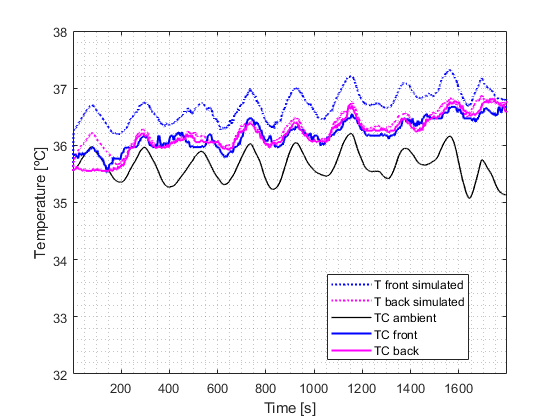 38
37
36
35
34
33
32
Temperature [ºC]
T front simulated
T back simulated
TC ambient
TC front
TC back
200 400 600 800 1000 1200 1400 1600
Time [s]